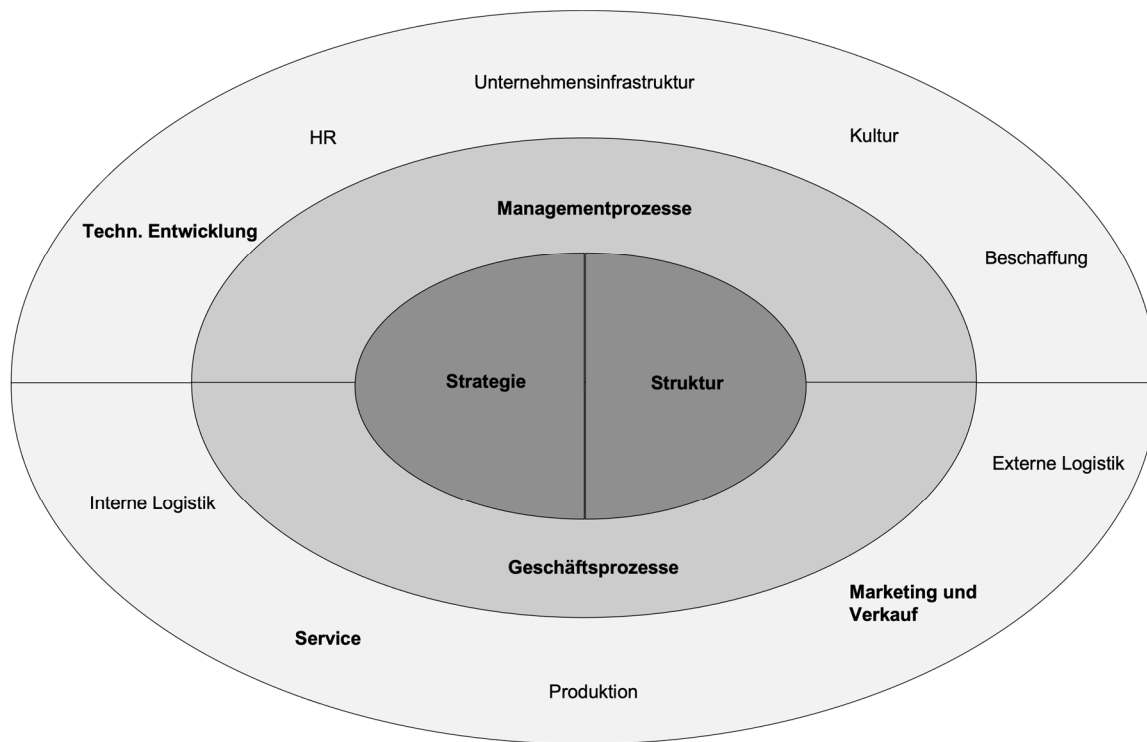 Unternehmensinfrastruktur
HR
Kultur
Managementprozesse
Techn. Entwicklung
Beschaffung
Strategie
Struktur
Externe Logistik
Interne Logistik
Geschäftsprozesse
Marketing und
Verkauf
Service
Produktion